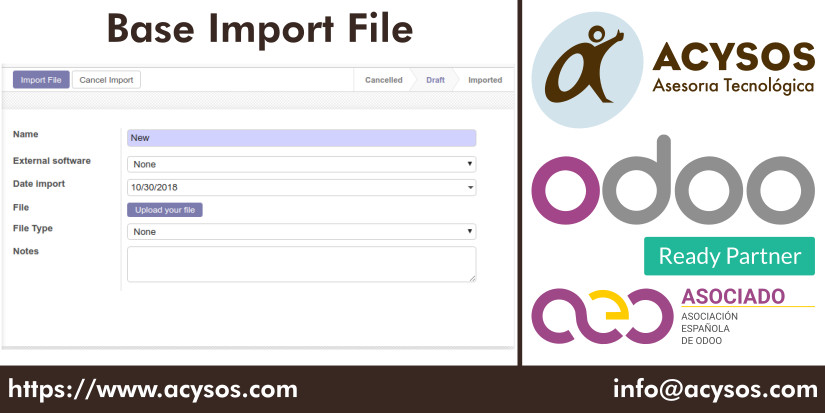 Base Import File
Import File
Cancel Import
Cancelled
Draft
Imported
Name
New
External software
None
Date import
10/30/2018
File
Upload your file
File Type
None
Notes
ACYSOS
Asesoría Tecnológica
odoo
Ready Partner
aeo
ASOCIADO
ASOCIACIÓN
ESPAÑOLA
DE ODOO
https://www.acysos.com
info@acysos.com